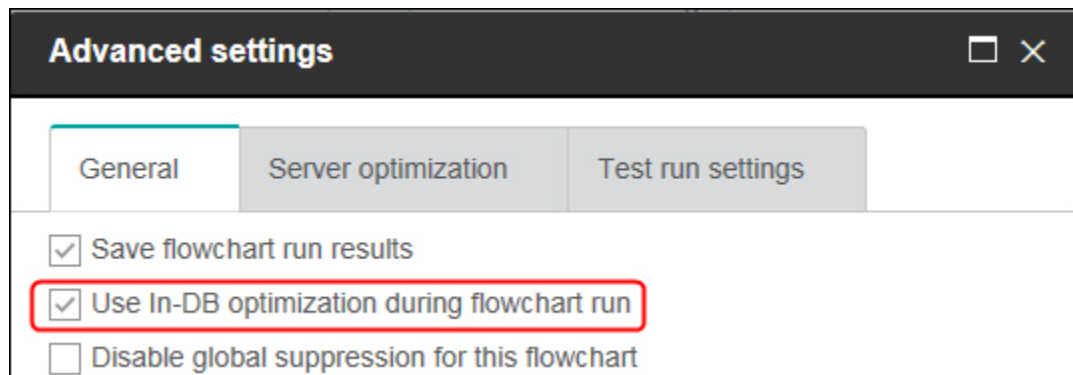 Advanced settings
General Server optimization Test run settings
Save flowchart run results
Use In-DB optimization during flowchart run
Disable global suppression for this flowchart